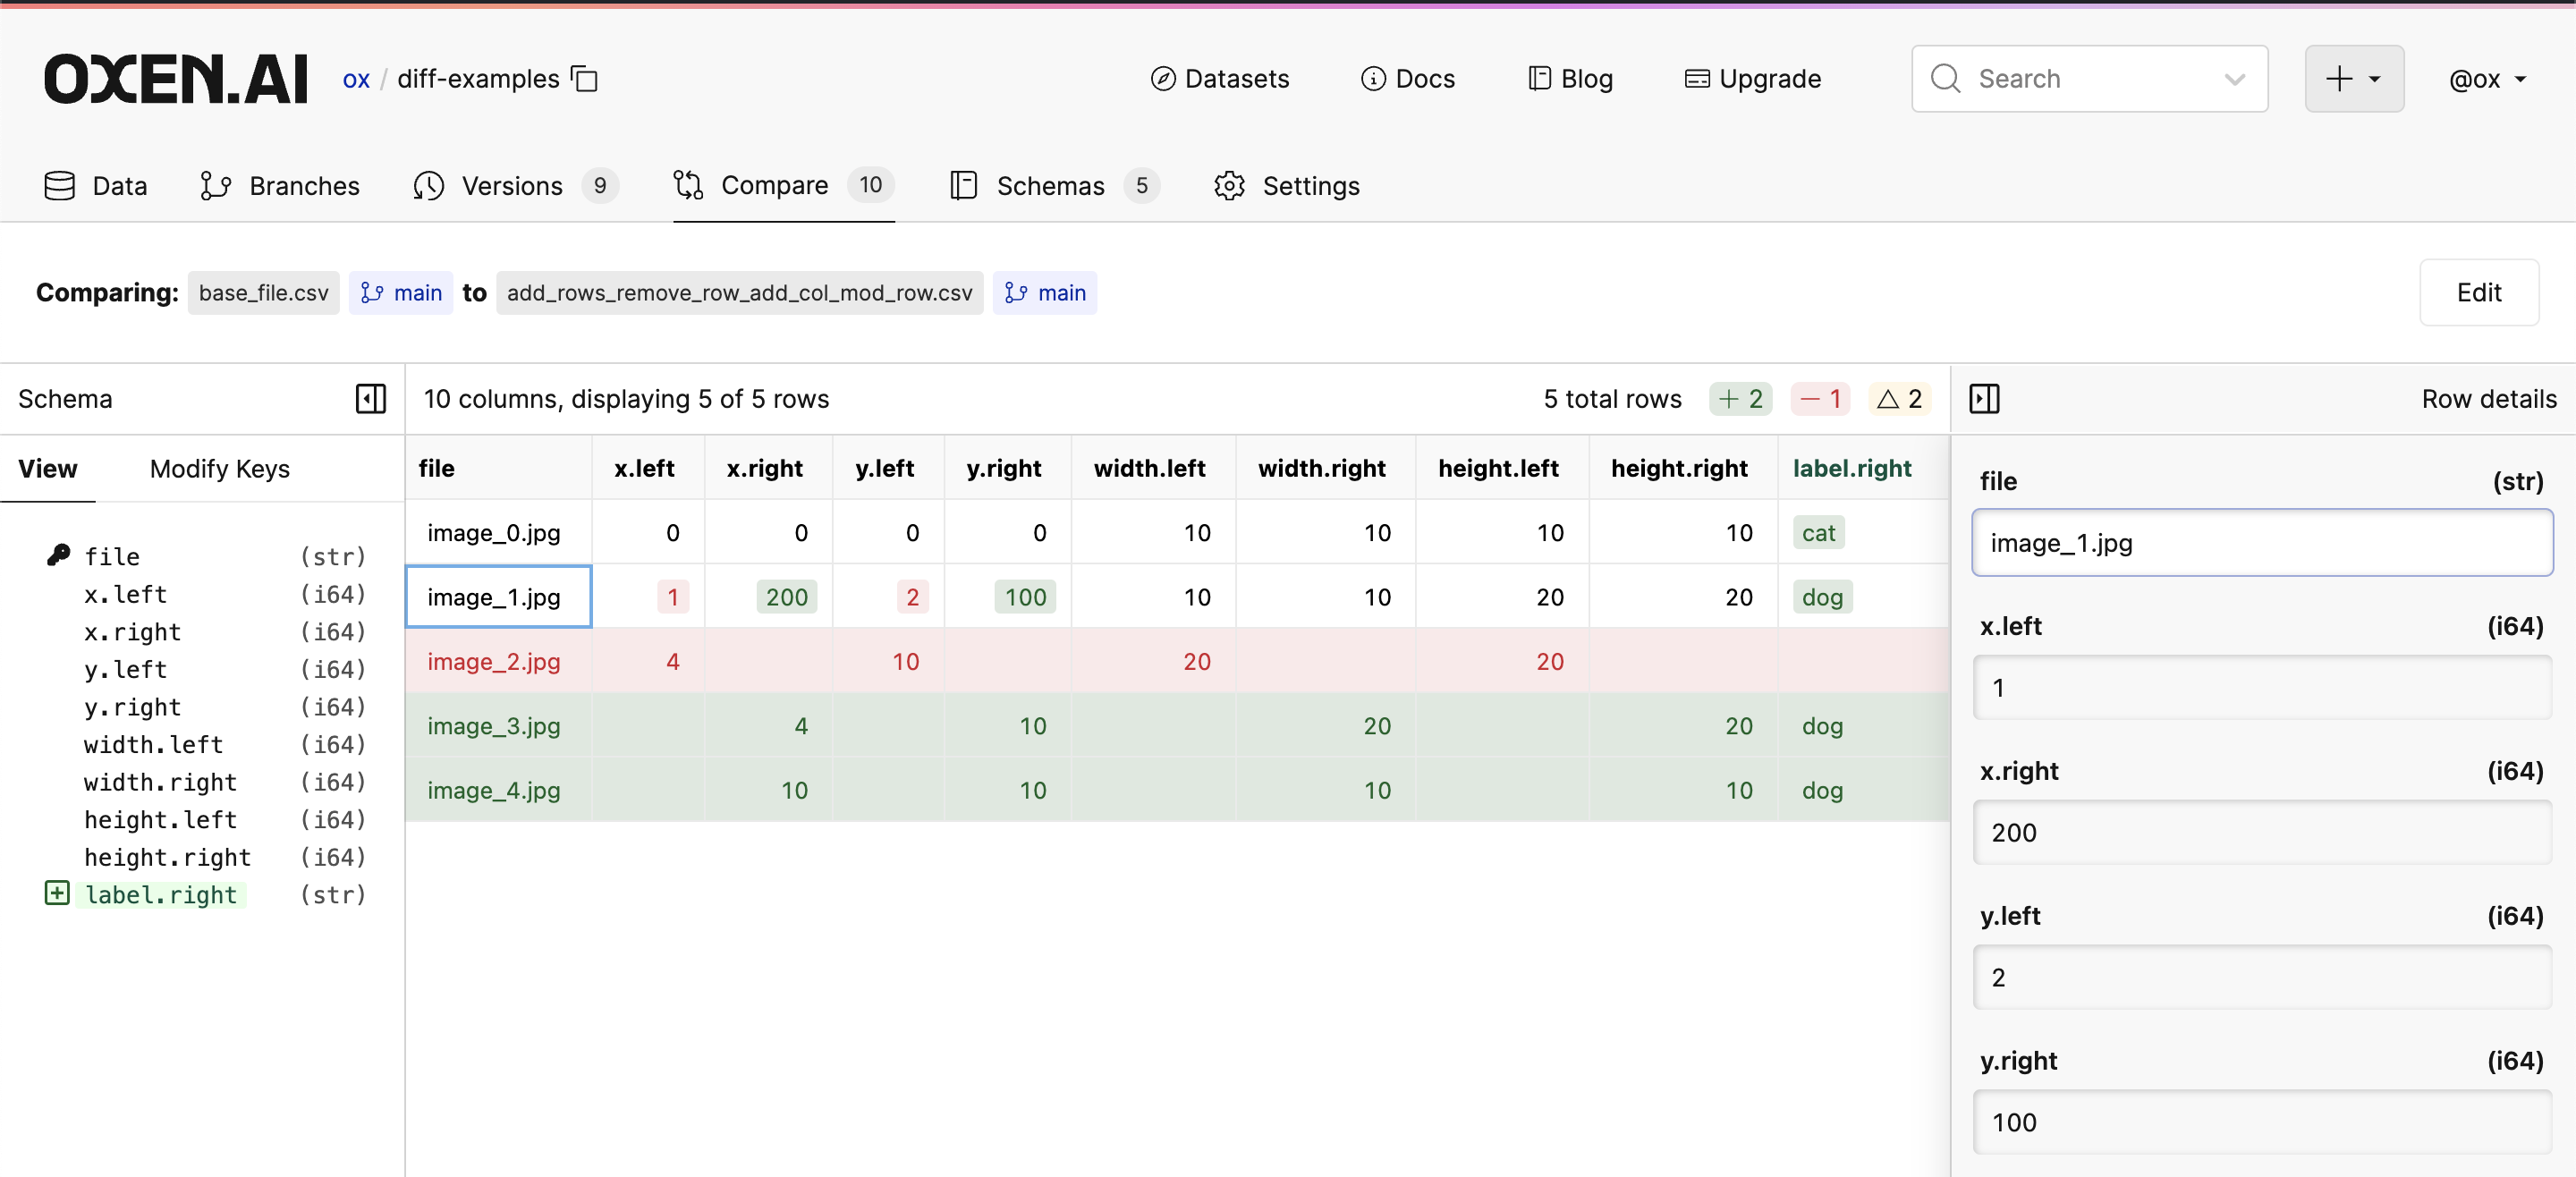 OXEN.AI ox / diff-examples Datasets Docs Blog Upgrade Search @ox
Data Branches Versions 9 Compare 10 Schemas 5 Settings
Comparing: base_file.csv main to add_rows_remove_row_add_col_mod_row.csv main Edit
Schema
View Modify Keys
file (str)
x.left (i64)
x.right (i64)
y.left (i64)
y.right (i64)
width.left (i64)
width.right (i64)
height.left (i64)
height.right (i64)
label.right (str)
10 columns, displaying 5 of 5 rows 5 total rows + 2 − 1 △ 2
file x.left x.right y.left y.right width.left width.right height.left height.right label.right
image_0.jpg 0 0 0 0 10 10 10 10 cat
image_1.jpg 1 200 2 100 10 10 20 20 dog
image_2.jpg 4 10 20 20
image_3.jpg 4 10 20 20 dog
image_4.jpg 10 10 10 10 dog
Row details
file (str)
image_1.jpg
x.left (i64)
1
x.right (i64)
200
y.left (i64)
2
y.right (i64)
100